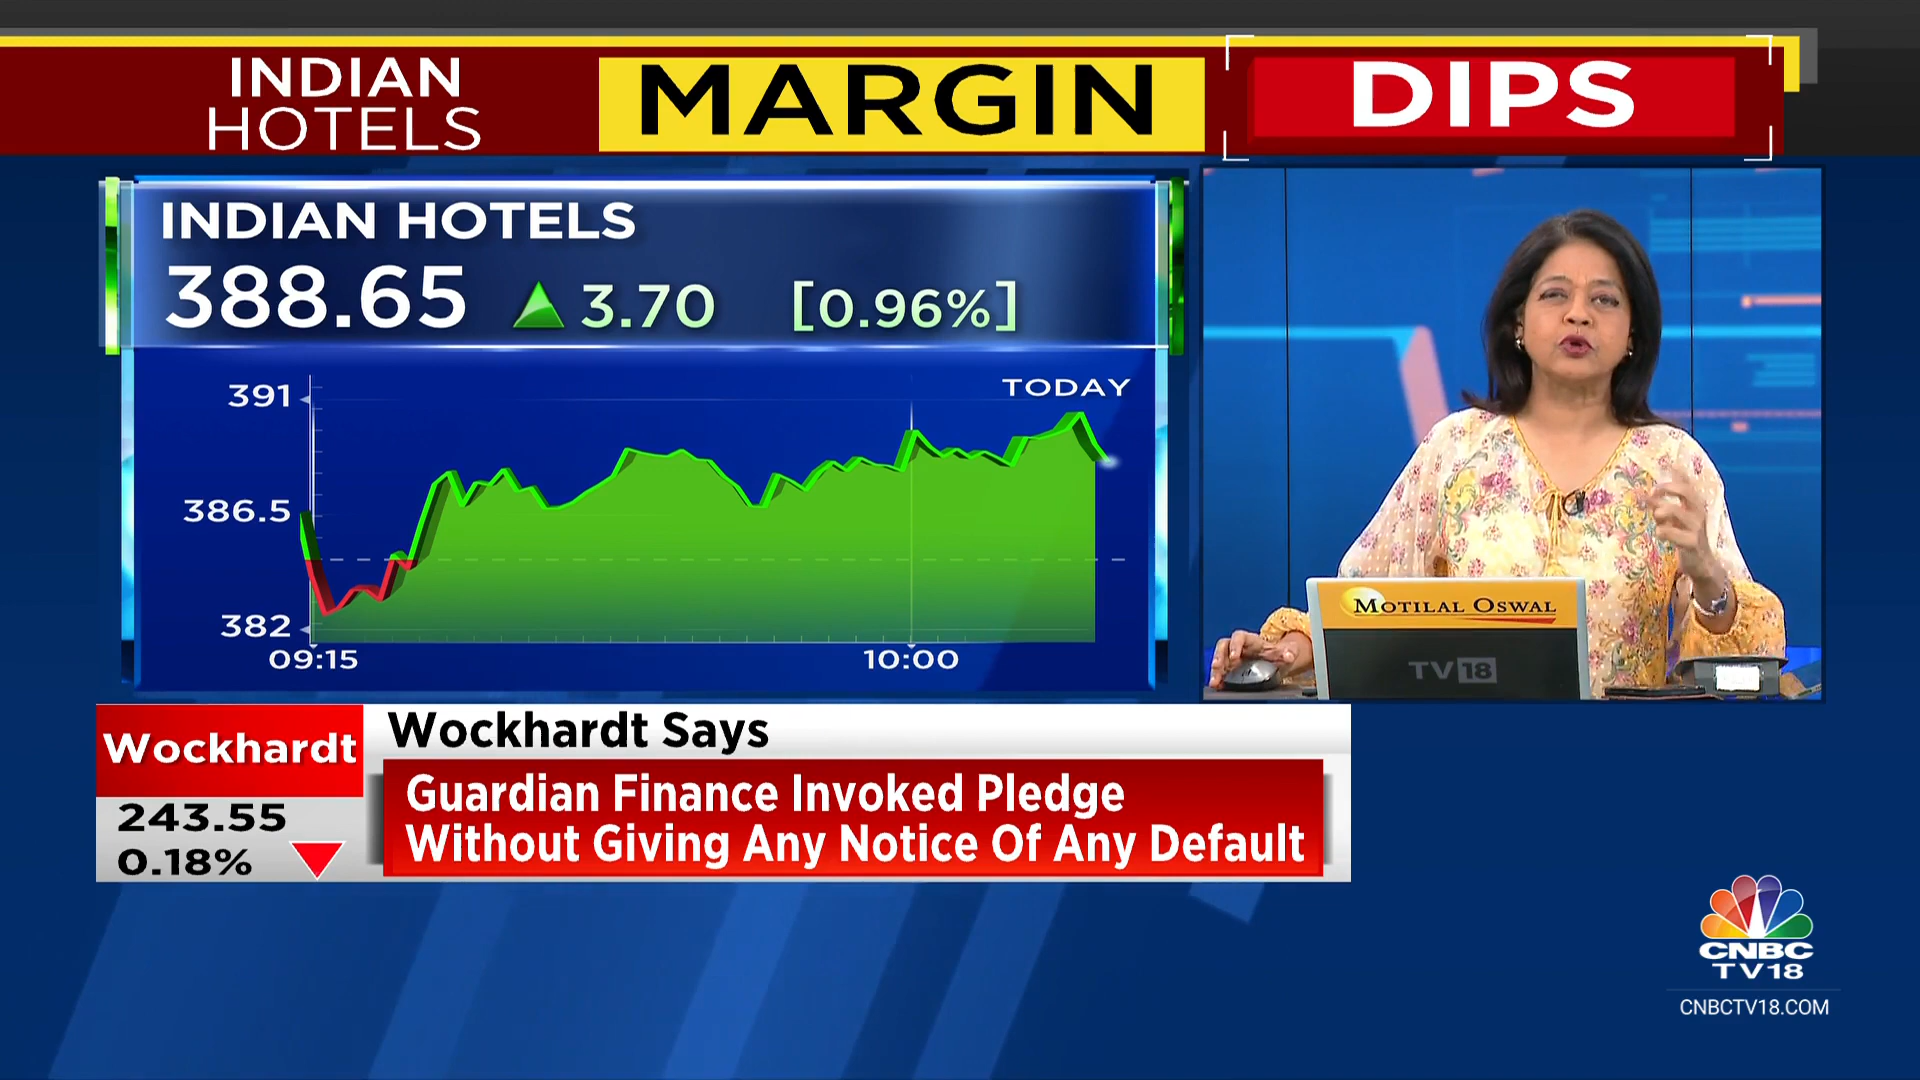 INDIAN
HOTELS
MARGIN
DIPS
INDIAN HOTELS
388.65 ▲ 3.70 [0.96%]
TODAY
391
386.5
382
09:15 10:00
MOTILAL OSWAL
TV18
Wockhardt
243.55
0.18%
Wockhardt Says
Guardian Finance Invoked Pledge
Without Giving Any Notice Of Any Default
CNBC
TV18
CNBCTV18.COM